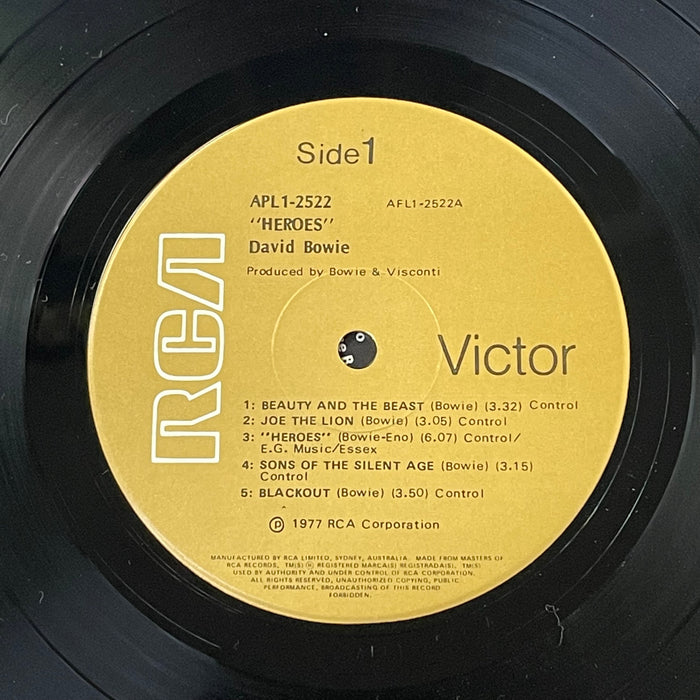 Side 1
APL1-2522 AFL1-2522A
"HEROES"
David Bowie
Produced by Bowie & Visconti
RCA
Victor
1: BEAUTY AND THE BEAST (Bowie) (3.32) Control
2: JOE THE LION (Bowie) (3.05) Control
3: "HEROES" (Bowie-Eno) (6.07) Control/
E.G. Music/Essex
4: SONS OF THE SILENT AGE (Bowie) (3.15)
Control
5: BLACKOUT (Bowie) (3.50) Control
Ⓟ 1977 RCA Corporation
MANUFACTURED BY RCA LIMITED, SYDNEY, AUSTRALIA. MADE FROM MASTERS OF
RCA RECORDS, TM(S) ® REGISTERED MARCA(S) REGISTRADA(S). TM(S)
USED BY AUTHORITY AND UNDER CONTROL OF RCA CORPORATION.
ALL RIGHTS RESERVED, UNAUTHORIZED COPYING, PUBLIC
PERFORMANCE, BROADCASTING OF THIS RECORD
FORBIDDEN.